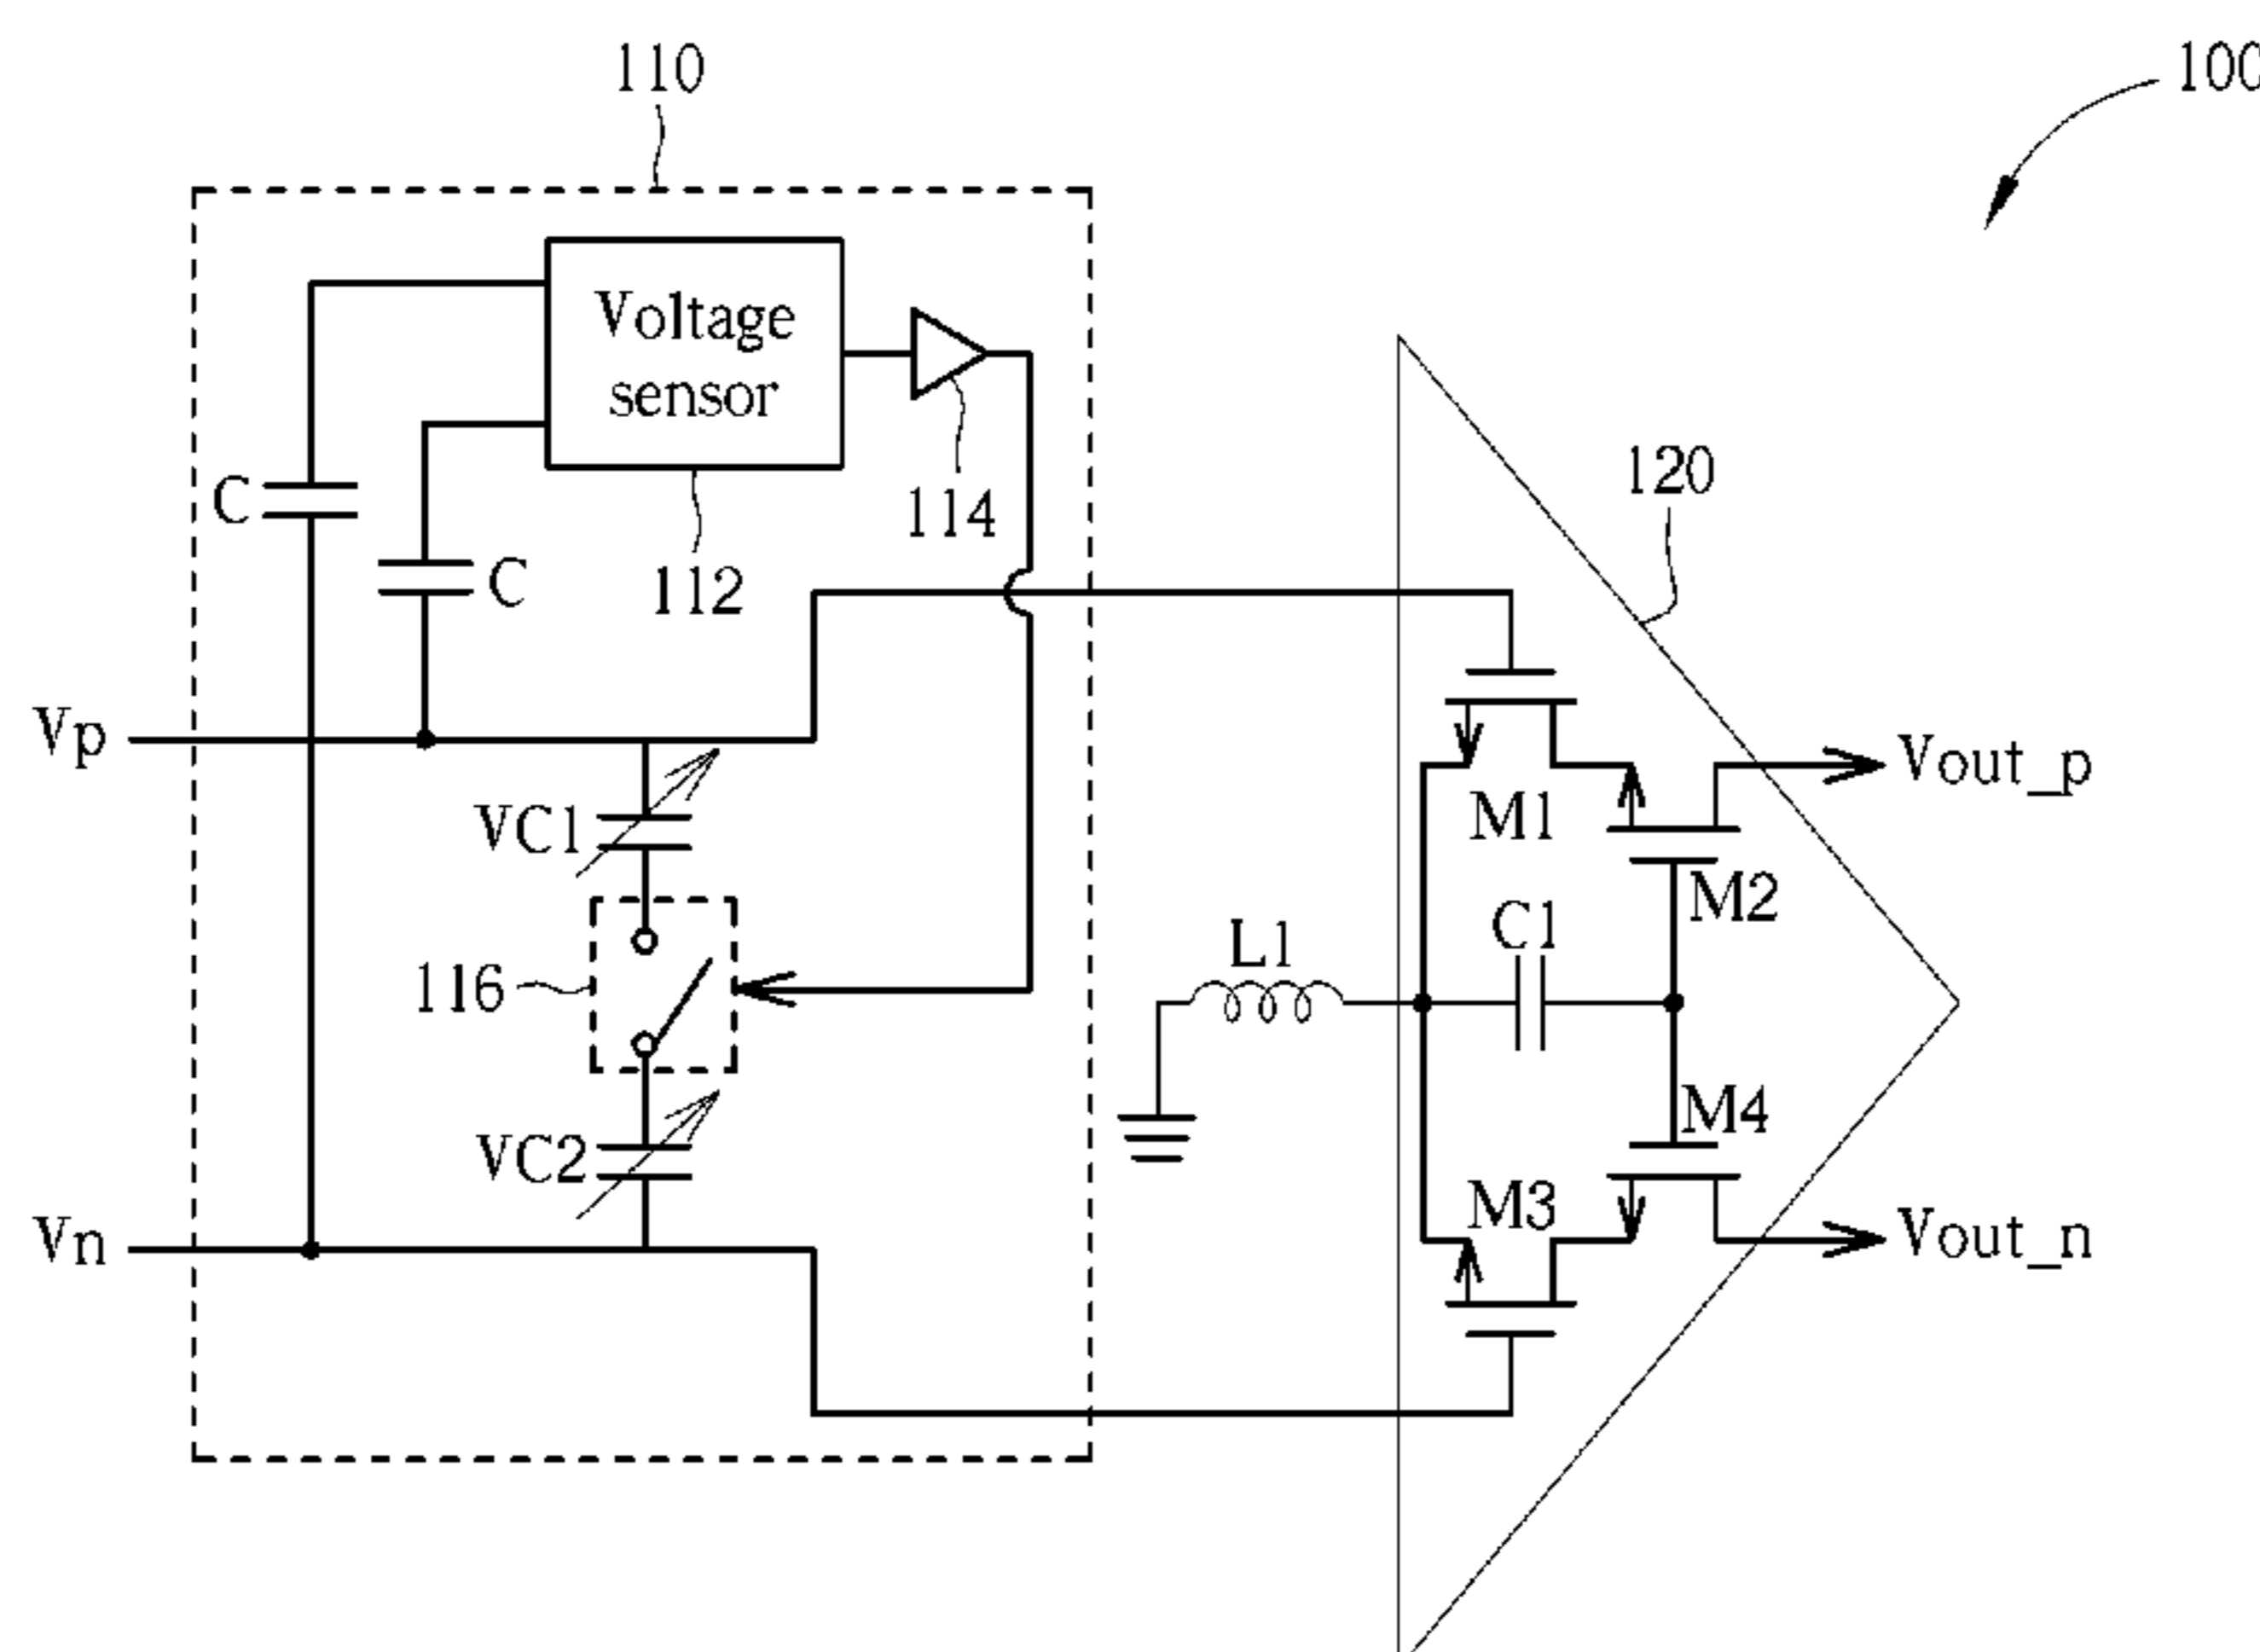 110
100
Voltage
sensor
120
C
114
C
112
Vp
Vout_p
VC1
M1
M2
C1
L1
116
M4
VC2
M3
Vn
Vout_n